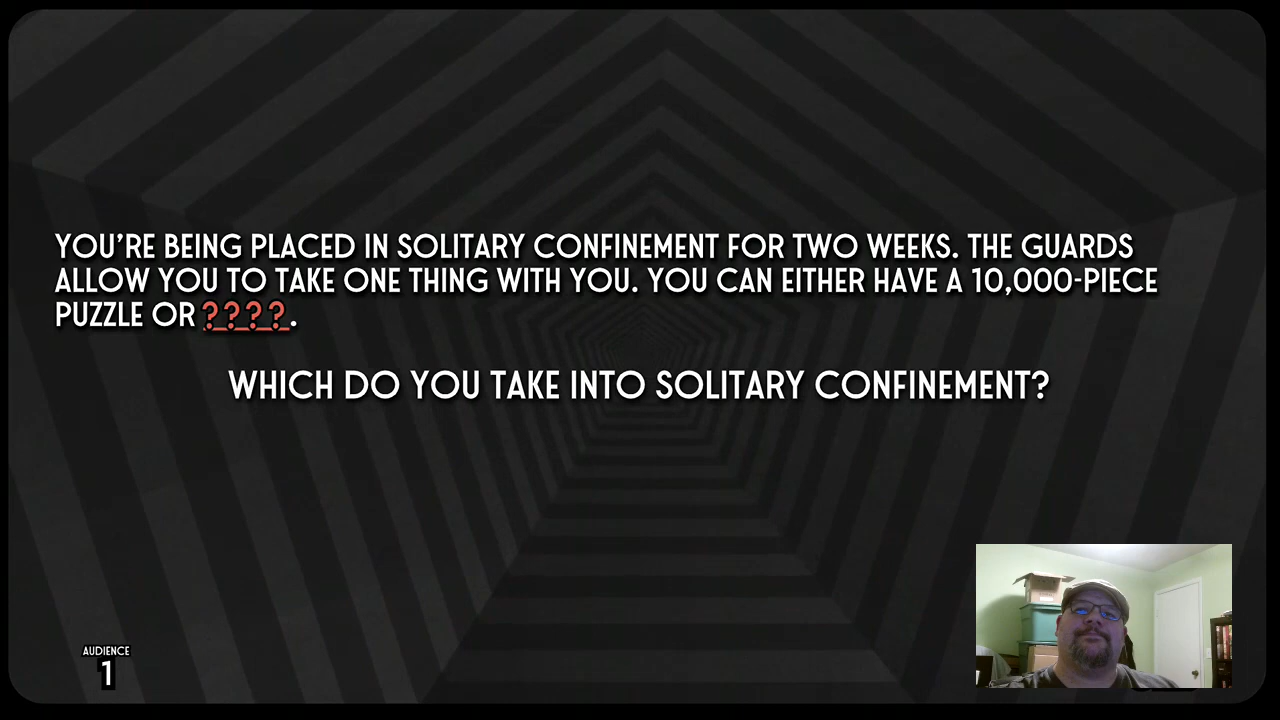 YOU'RE BEING PLACED IN SOLITARY CONFINEMENT FOR TWO WEEKS. THE GUARDS
ALLOW YOU TO TAKE ONE THING WITH YOU. YOU CAN EITHER HAVE A 10,000-PIECE
PUZZLE OR ????.
WHICH DO YOU TAKE INTO SOLITARY CONFINEMENT?
AUDIENCE
1